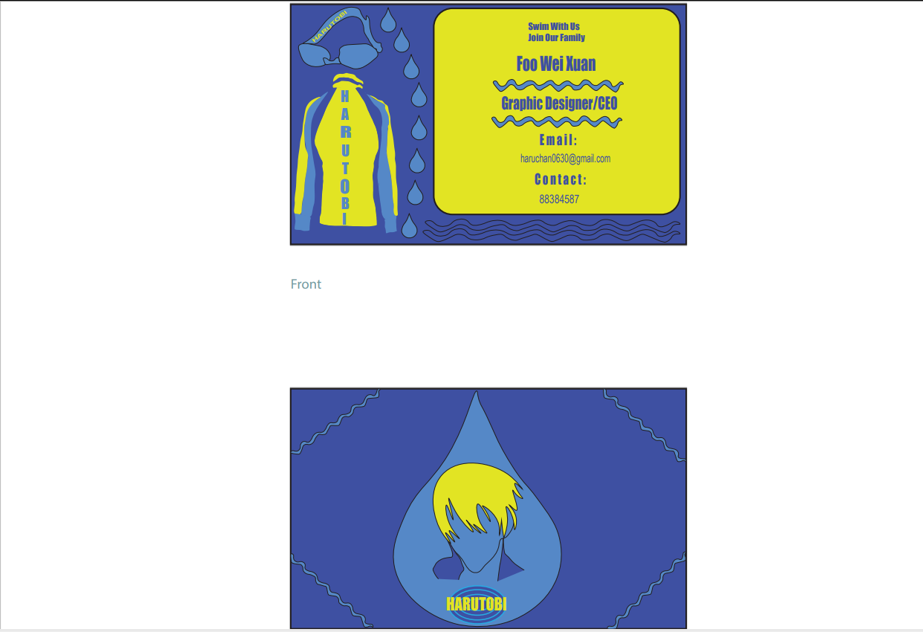 HARUTOBI
HARUTOBI
Swim With Us
Join Our Family
Foo Wei Xuan
Graphic Designer/CEO
Email:
haruchan0630@gmail.com
Contact:
88384587
Front
HARUTOBI